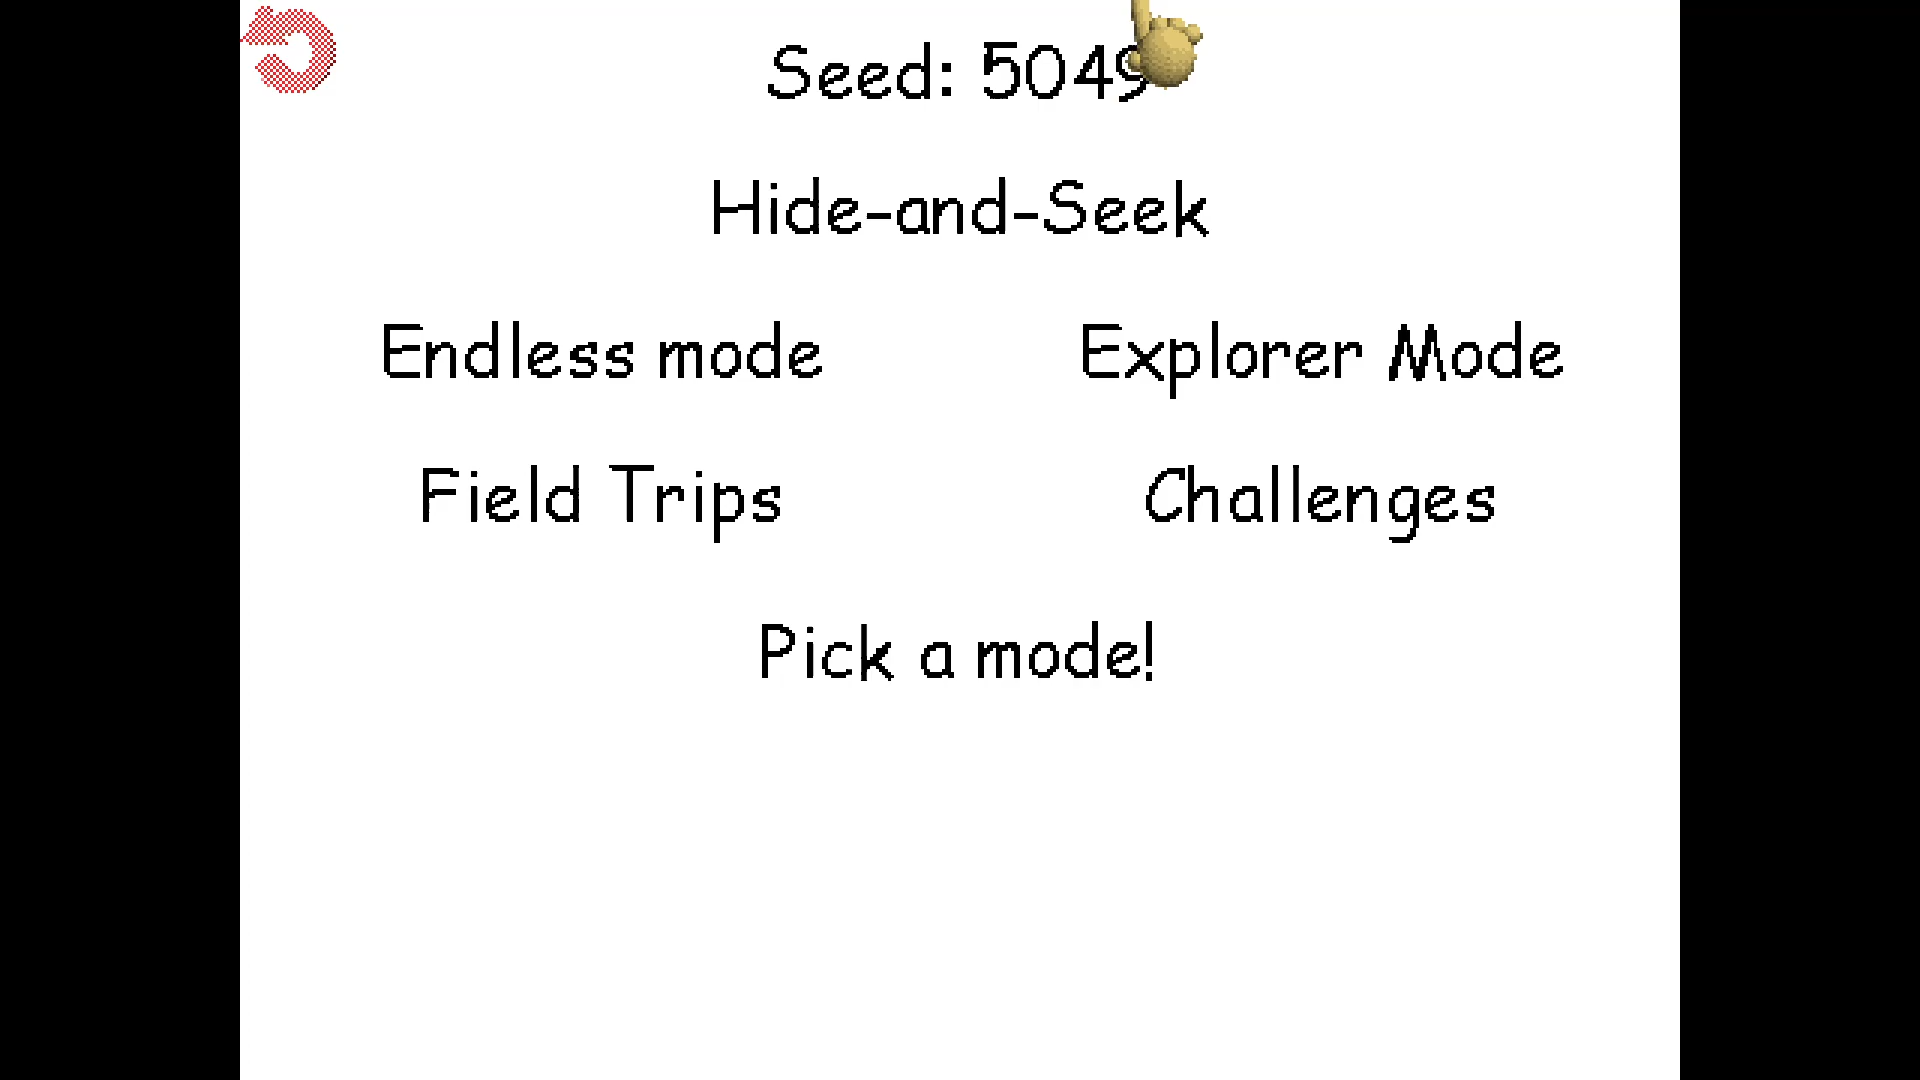 Seed: 5049
Hide-and-Seek
Endless mode
Explorer Mode
Field Trips
Challenges
Pick a mode!